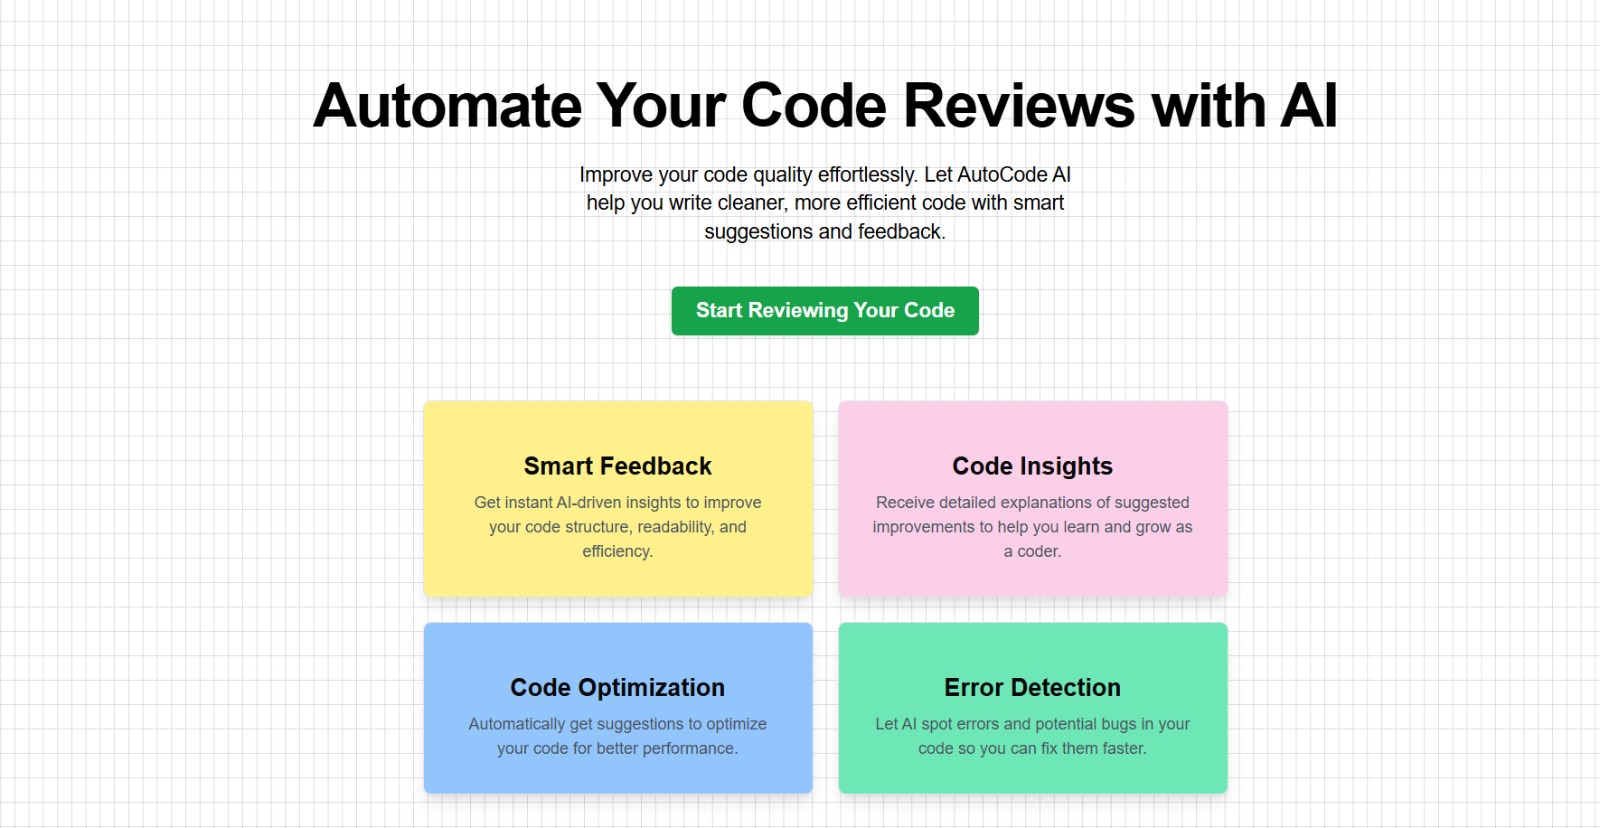 Automate Your Code Reviews with AI
Improve your code quality effortlessly. Let AutoCode AI
help you write cleaner, more efficient code with smart
suggestions and feedback.
Start Reviewing Your Code
Smart Feedback
Get instant AI-driven insights to improve
your code structure, readability, and
efficiency.
Code Insights
Receive detailed explanations of suggested
improvements to help you learn and grow as
a coder.
Code Optimization
Automatically get suggestions to optimize
your code for better performance.
Error Detection
Let AI spot errors and potential bugs in your
code so you can fix them faster.